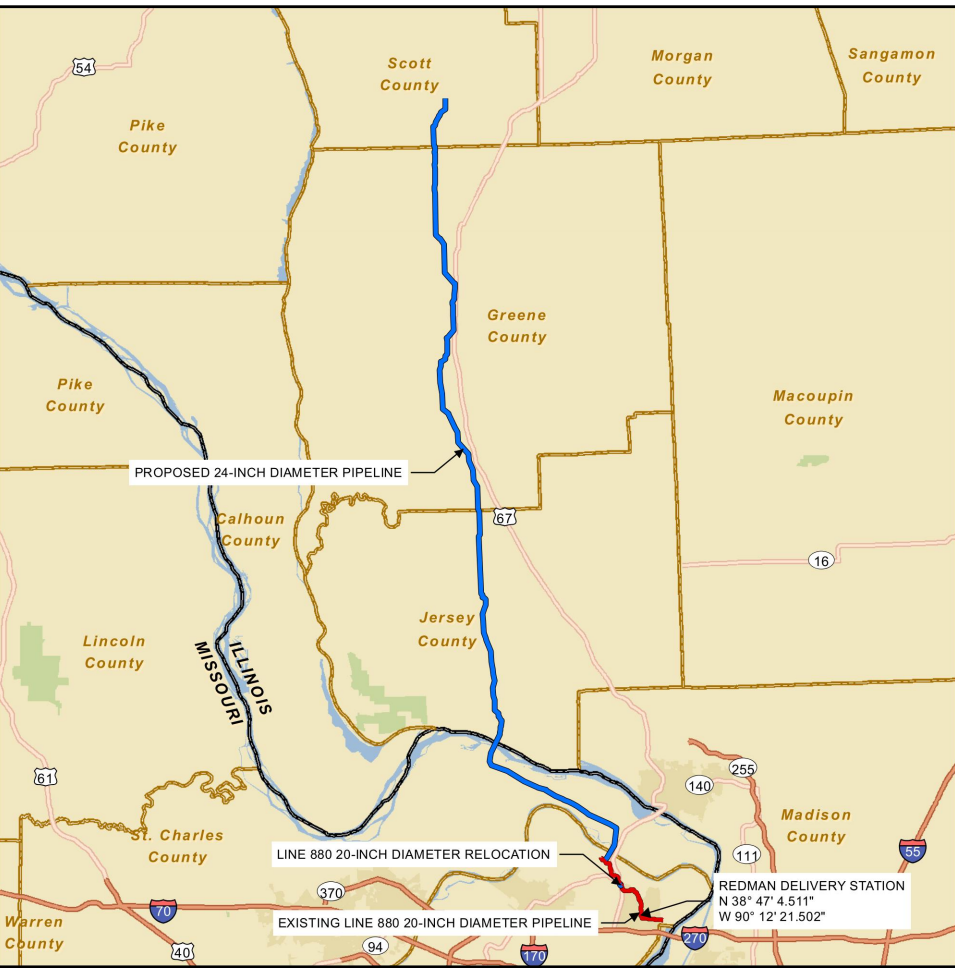 54
Scott
County
Morgan
County
Sangamon
County
Pike
County
Greene
County
Pike
County
Macoupin
County
PROPOSED 24-INCH DIAMETER PIPELINE
Calhoun
County
67
16
Jersey
County
Lincoln
County
ILLINOIS
MISSOURI
61
255
140
Madison
County
St. Charles
County
LINE 880 20-INCH DIAMETER RELOCATION
111
55
370
REDMAN DELIVERY STATION
N 38° 47' 4.511"
W 90° 12' 21.502"
70
EXISTING LINE 880 20-INCH DIAMETER PIPELINE
Warren
County
40
94
170
270